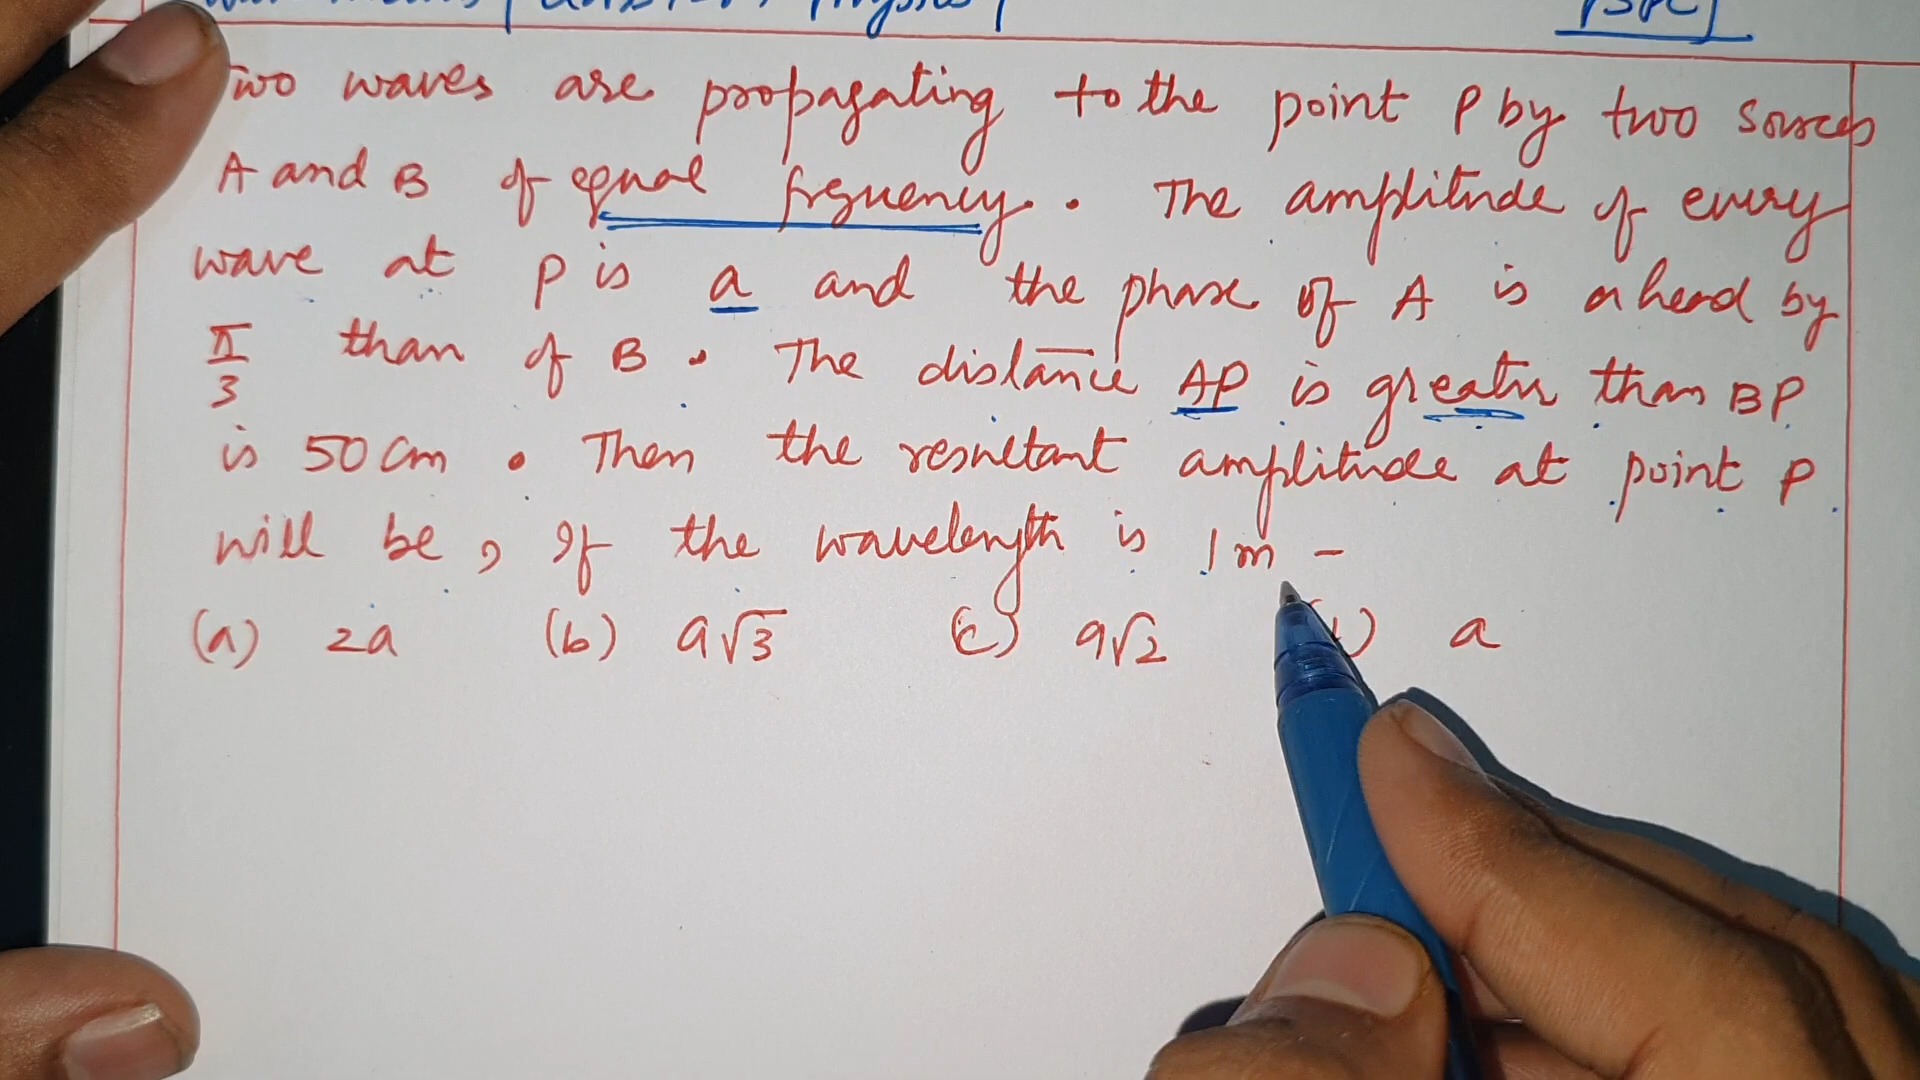 Two waves are propagating to the point P by two sources
A and B of equal frequency. The amplitude of every
wave at P is a and the phase of A is ahead by
π/3 than of B. The distance AP is greater than BP
is 50 cm. Then the resultant amplitude at point P
will be, If the wavelength is 1m -
(a) 2a (b) a√3 (c) a√2 a